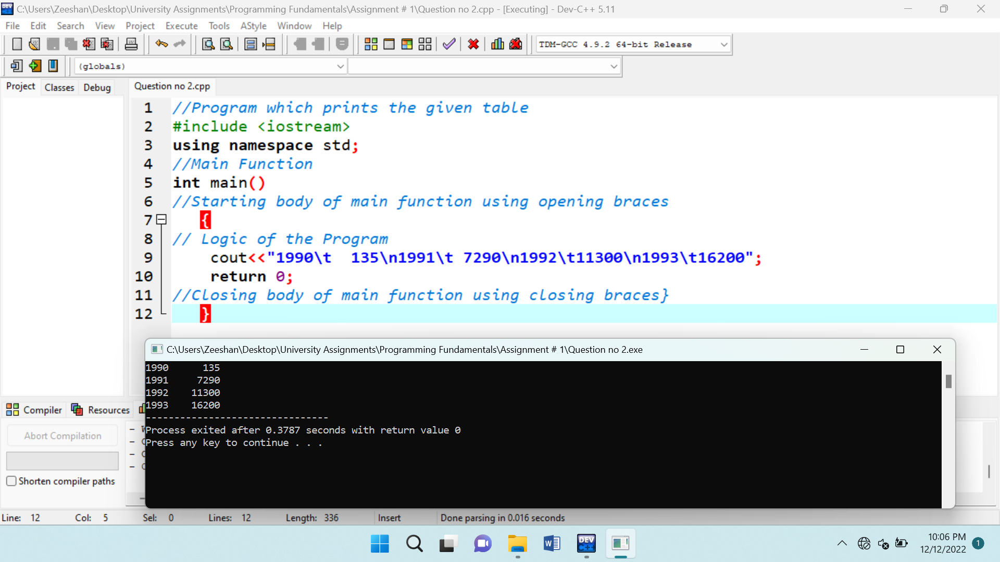 C:\Users\Zeeshan\Desktop\University Assignments\Programming Fundamentals\Assignment # 1\Question no 2.cpp - [Executing] - Dev-C++ 5.11
File Edit Search View Project Execute Tools AStyle Window Help
TDM-GCC 4.9.2 64-bit Release
(globals)
Project Classes Debug
Question no 2.cpp
1 //Program which prints the given table
2 #include <iostream>
3 using namespace std;
4 //Main Function
5 int main()
6 //Starting body of main function using opening braces
7 {
8 // Logic of the Program
9 cout<<"1990\t  135\n1991\t 7290\n1992\t11300\n1993\t16200";
10 return 0;
11 //Closing body of main function using closing braces}
12 }
C:\Users\Zeeshan\Desktop\University Assignments\Programming Fundamentals\Assignment # 1\Question no 2.exe
1990      135
1991     7290
1992    11300
1993    16200
--------------------------------
Process exited after 0.3787 seconds with return value 0
Press any key to continue . . .
Compiler Resources
Abort Compilation
Shorten compiler paths
Line: 12 Col: 5 Sel: 0 Lines: 12 Length: 336 Insert Done parsing in 0.016 seconds
DEV C++
W
10:06 PM
12/12/2022
1